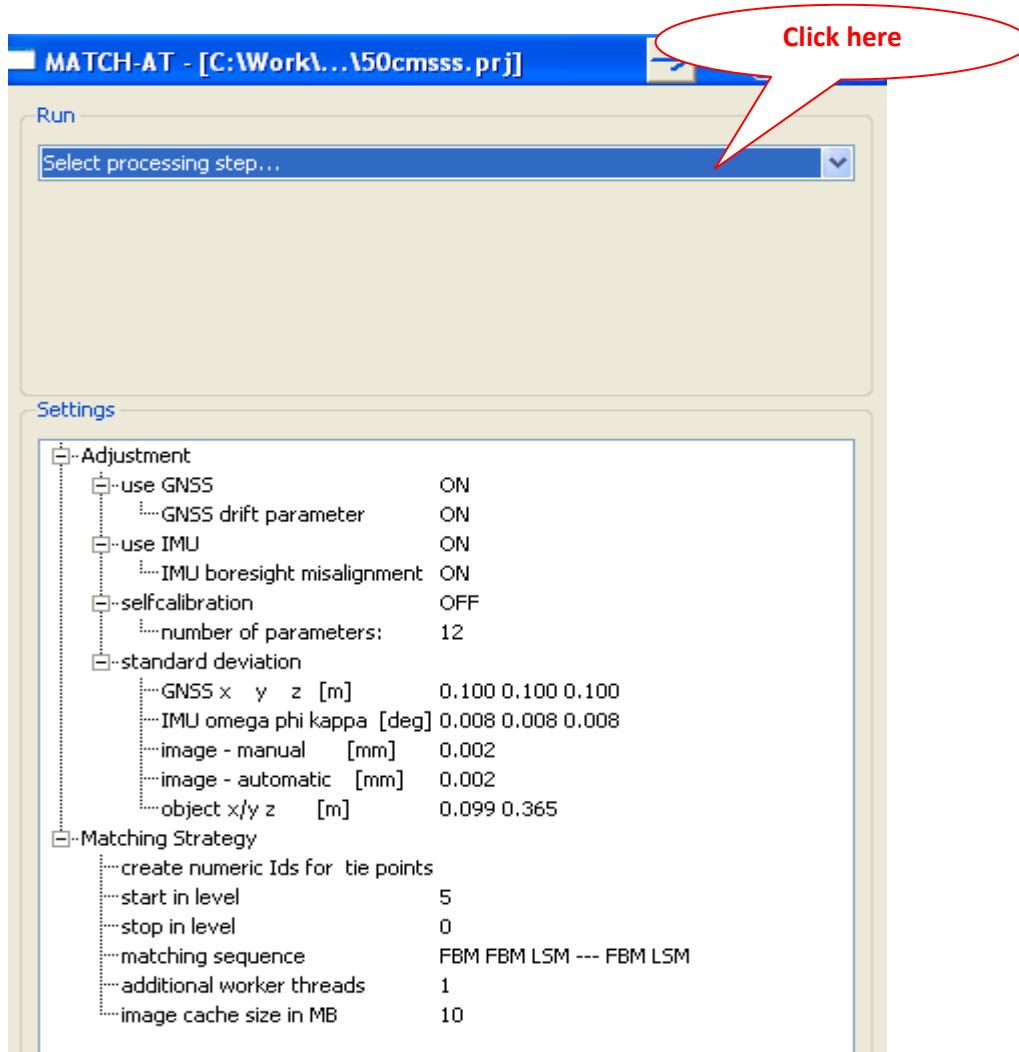 Click here
MATCH-AT - [C:\Work\...\50cmsss.prj]
Run
Select processing step...
Settings
Adjustment
use GNSS ON
GNSS drift parameter ON
use IMU ON
IMU boresight misalignment ON
selfcalibration OFF
number of parameters: 12
standard deviation
GNSS x y z [m] 0.100 0.100 0.100
IMU omega phi kappa [deg] 0.008 0.008 0.008
image - manual [mm] 0.002
image - automatic [mm] 0.002
object x/y z [m] 0.099 0.365
Matching Strategy
create numeric Ids for tie points
start in level 5
stop in level 0
matching sequence FBM FBM LSM --- FBM LSM
additional worker threads 1
image cache size in MB 10